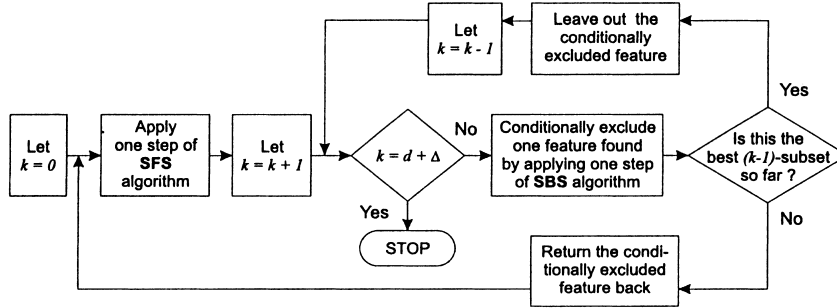 Let
k = k - 1
Leave out the
conditionally
excluded feature
Yes
Let
k = 0
Apply
one step of
SFS
algorithm
Let
k = k + 1
k = d + Δ
No
Conditionally exclude
one feature found
by applying one step
of SBS algorithm
Is this the
best (k-1)-subset
so far ?
Yes
STOP
No
Return the condi-
tionally excluded
feature back